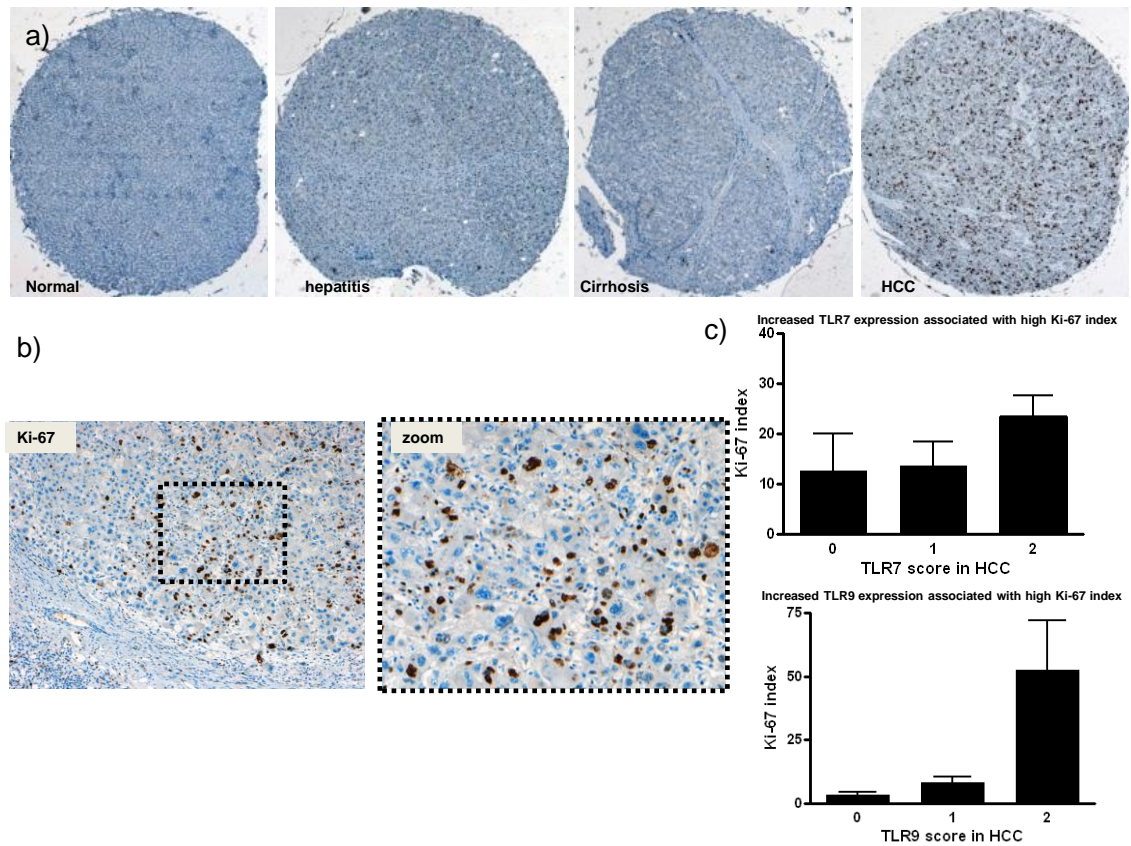 a)
Normal
hepatitis
Cirrhosis
HCC
b)
Ki-67
zoom
c)
Increased TLR7 expression associated with high Ki-67 index
Ki-67 index
40
30
20
10
0
0 1 2
TLR7 score in HCC
Increased TLR9 expression associated with high Ki-67 index
Ki-67 index
75
50
25
0
0 1 2
TLR9 score in HCC